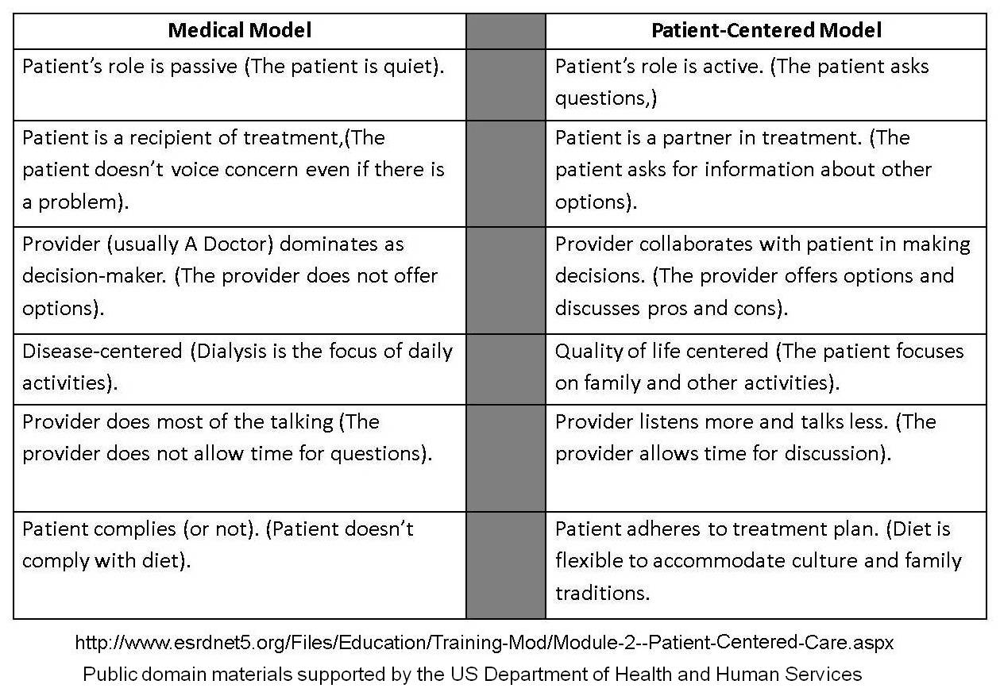 Medical Model
Patient-Centered Model
Patient’s role is passive (The patient is quiet).
Patient’s role is active. (The patient asks
questions,)
Patient is a recipient of treatment,(The
patient doesn’t voice concern even if there is
a problem).
Patient is a partner in treatment. (The
patient asks for information about other
options).
Provider (usually A Doctor) dominates as
decision-maker. (The provider does not offer
options).
Provider collaborates with patient in making
decisions. (The provider offers options and
discusses pros and cons).
Disease-centered (Dialysis is the focus of daily
activities).
Quality of life centered (The patient focuses
on family and other activities).
Provider does most of the talking (The
provider does not allow time for questions).
Provider listens more and talks less. (The
provider allows time for discussion).
Patient complies (or not). (Patient doesn’t
comply with diet).
Patient adheres to treatment plan. (Diet is
flexible to accommodate culture and family
traditions.
http://www.esrdnet5.org/Files/Education/Training-Mod/Module-2--Patient-Centered-Care.aspx
Public domain materials supported by the US Department of Health and Human Services